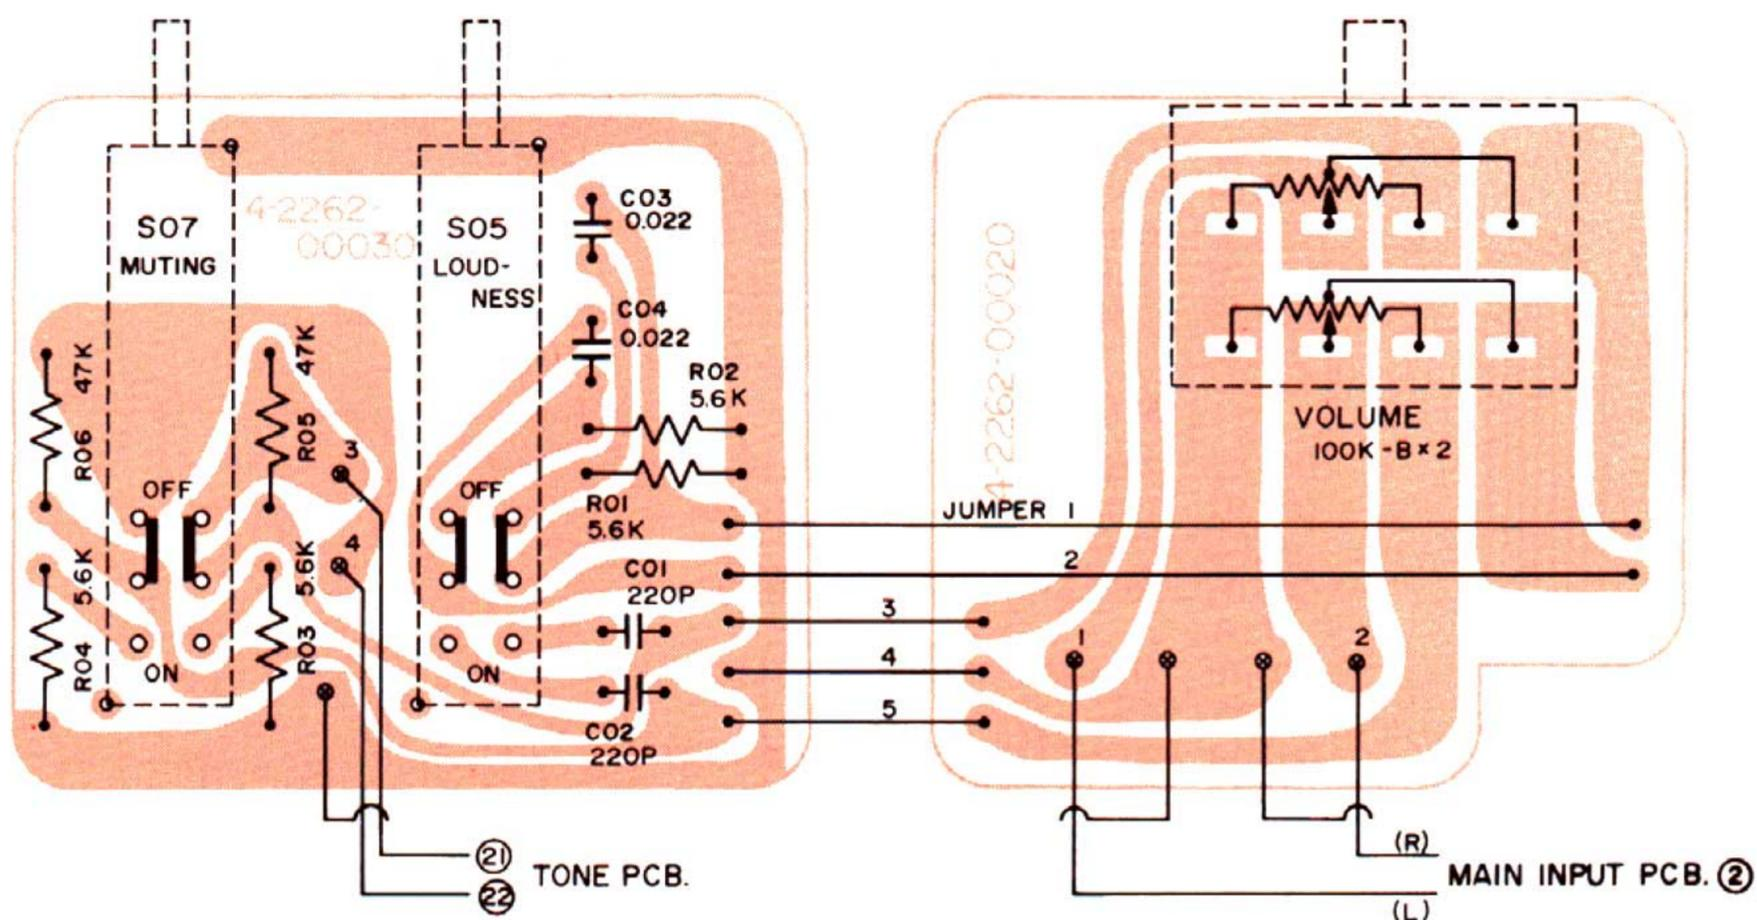 4-2262-
00030
S07
MUTING
S05
LOUD-
NESS
C03
0.022
C04
0.022
R02
5.6K
47K
R06
47K
R05
3
OFF
OFF
R01
5.6K
4
5.6K
R04
5.6K
R03
C01
220P
ON
ON
C02
220P
JUMPER 1
2
3
4
5
4-2262-00020
VOLUME
100K-B×2
1
2
21
22
TONE PCB.
(R)
(L)
MAIN INPUT PCB. 2